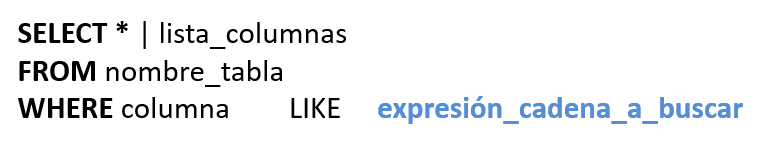 SELECT * | lista_columnas
FROM nombre_tabla
WHERE columna LIKE expresión_cadena_a_buscar